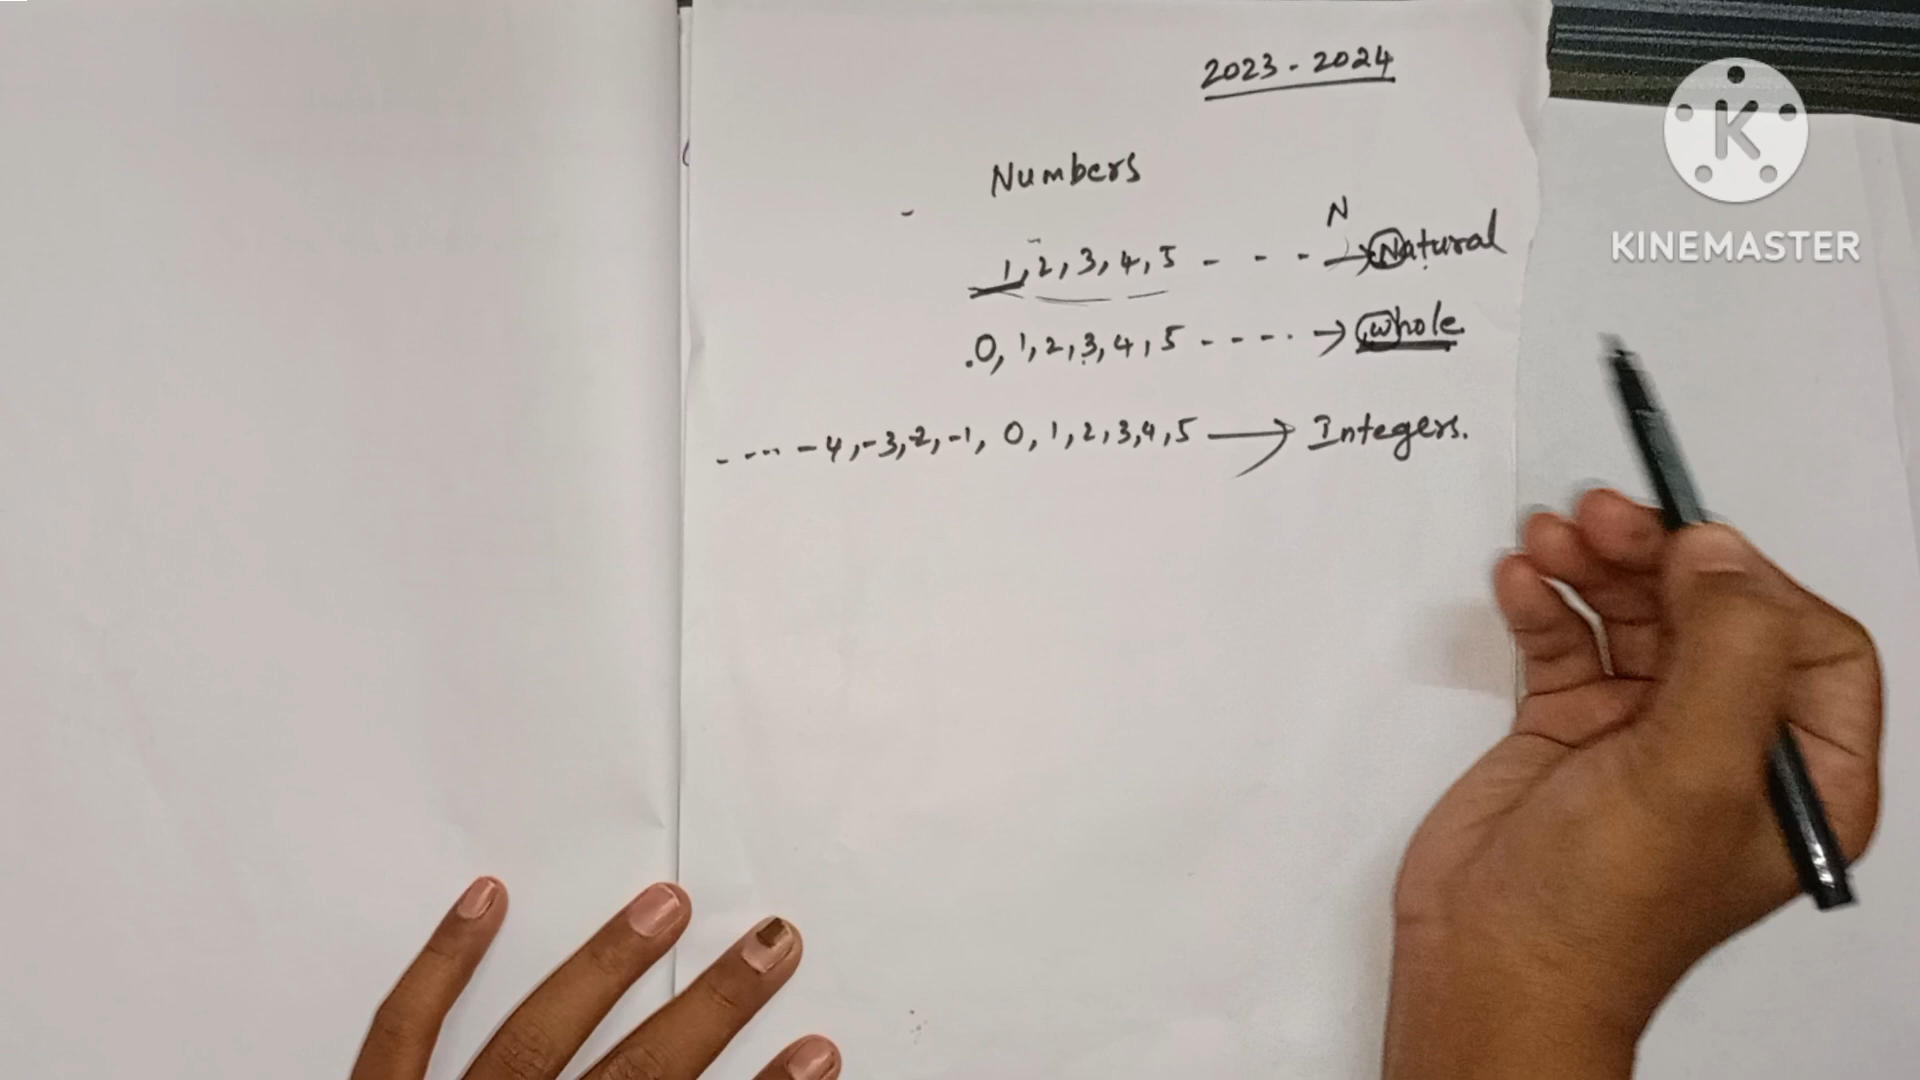 2023 - 2024
Numbers
N
1, 2, 3, 4, 5 - - - → Natural
.0, 1, 2, 3, 4, 5 - - - - → Whole.
- ---- -4, -3, -2, -1, 0, 1, 2, 3, 4, 5 → Integers.
K
KINEMASTER